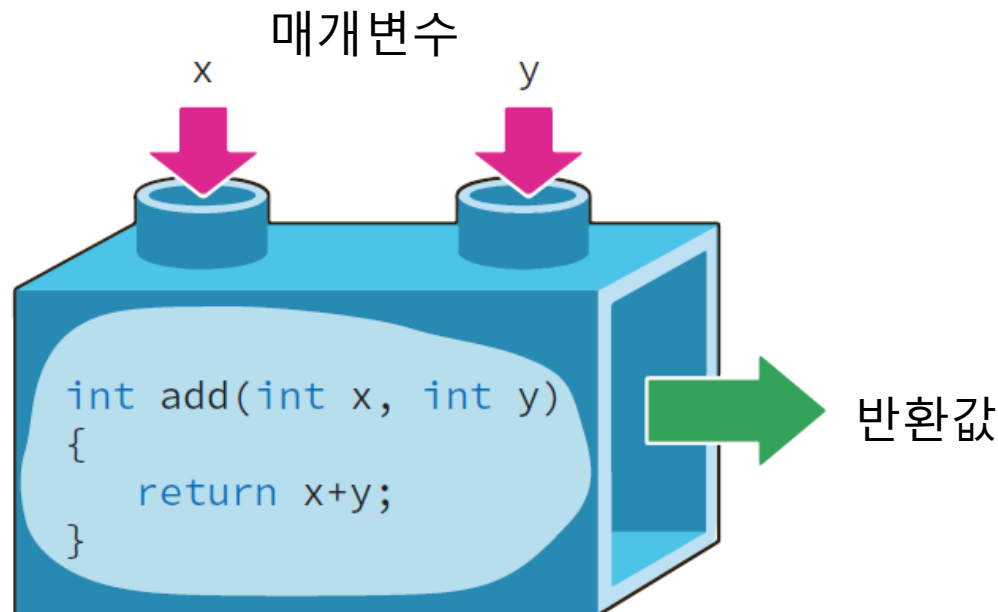 매개변수
x y
int add(int x, int y)
{
return x+y;
}
반환값